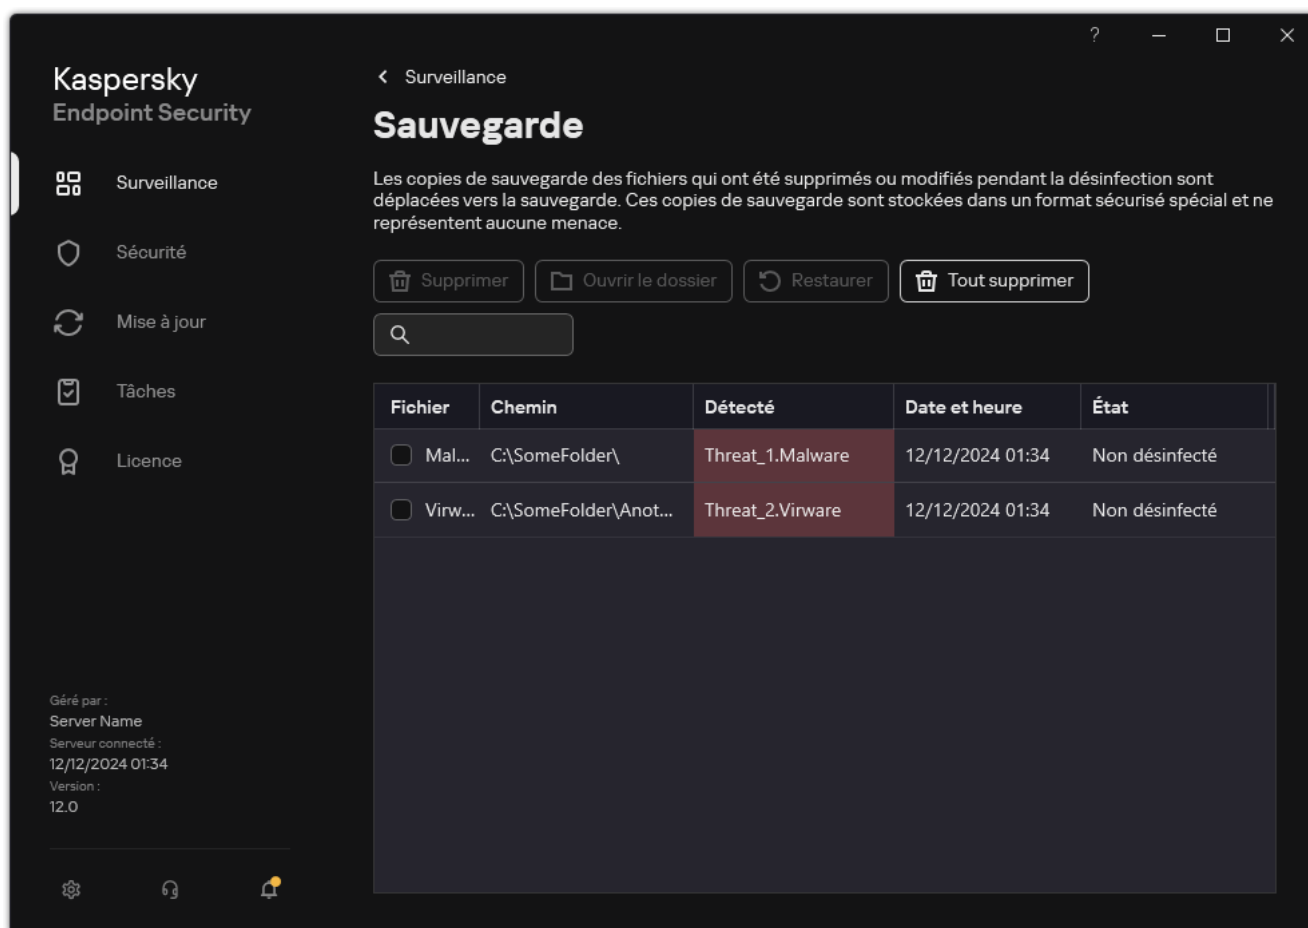 ?
Kaspersky
Endpoint Security
Surveillance
Sécurité
Mise à jour
Tâches
Licence
Géré par :
Server Name
Serveur connecté :
12/12/2024 01:34
Version :
12.0
Surveillance
Sauvegarde
Les copies de sauvegarde des fichiers qui ont été supprimés ou modifiés pendant la désinfection sont
déplacées vers la sauvegarde. Ces copies de sauvegarde sont stockées dans un format sécurisé spécial et ne
représentent aucune menace.
Supprimer Ouvrir le dossier Restaurer Tout supprimer
Fichier Chemin Détecté Date et heure État
Mal... C:\SomeFolder\ Threat_1.Malware 12/12/2024 01:34 Non désinfecté
Virw... C:\SomeFolder\Anot... Threat_2.Virware 12/12/2024 01:34 Non désinfecté